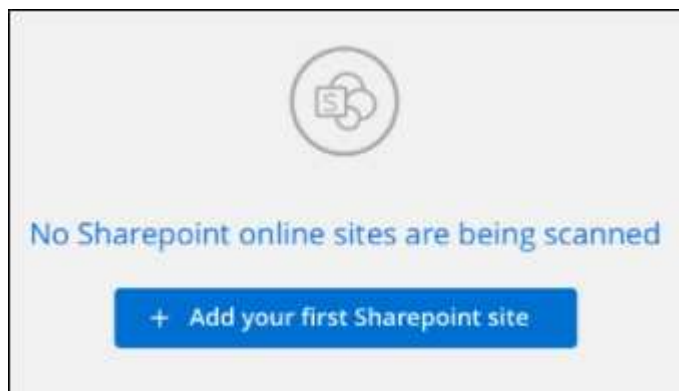 S
No Sharepoint online sites are being scanned
+ Add your first Sharepoint site